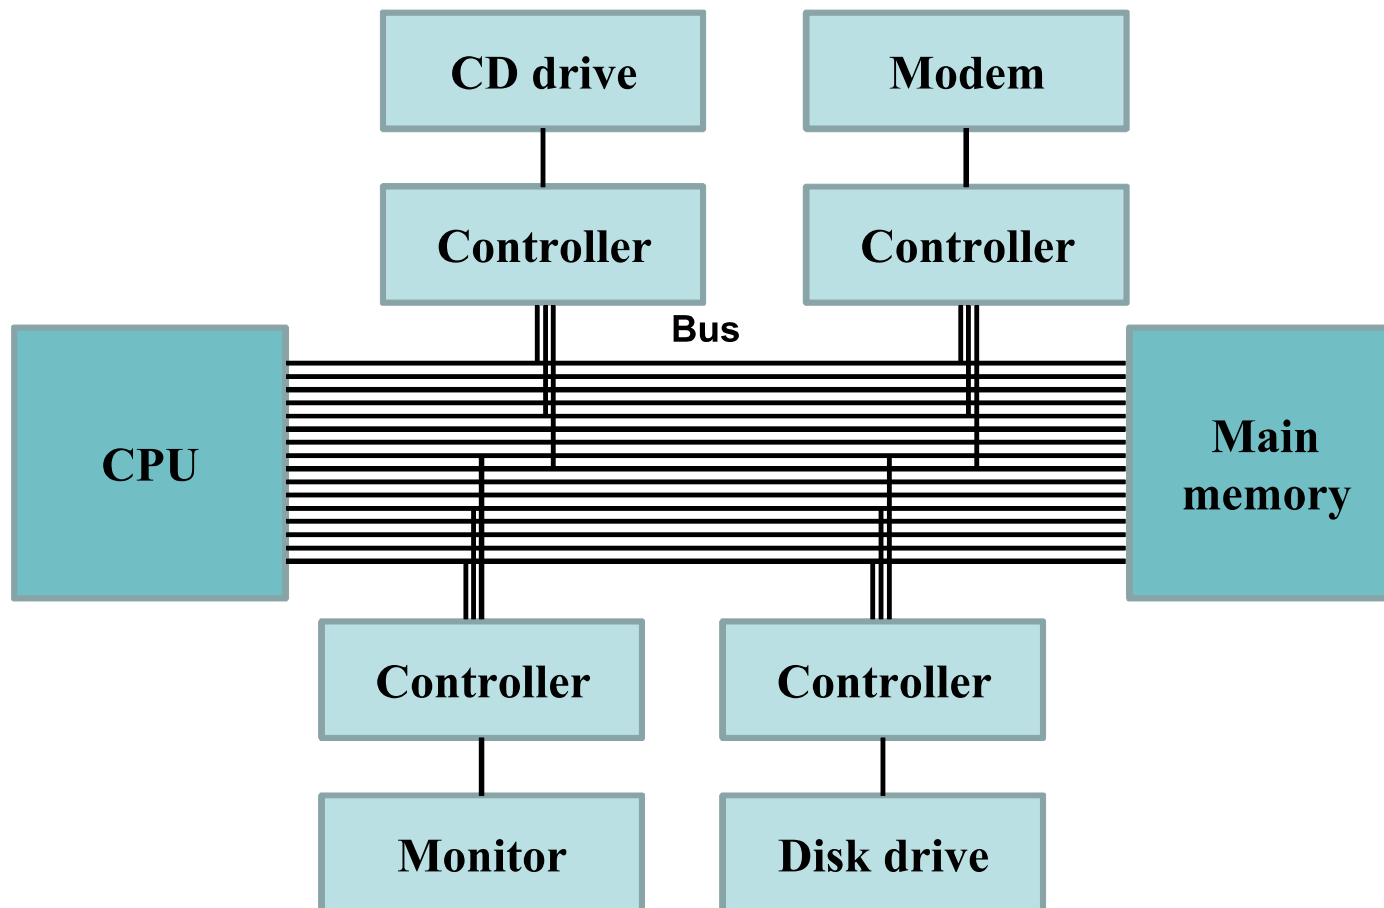 CD drive
Modem
Controller
Controller
Bus
CPU
Main
memory
Controller
Controller
Monitor
Disk drive